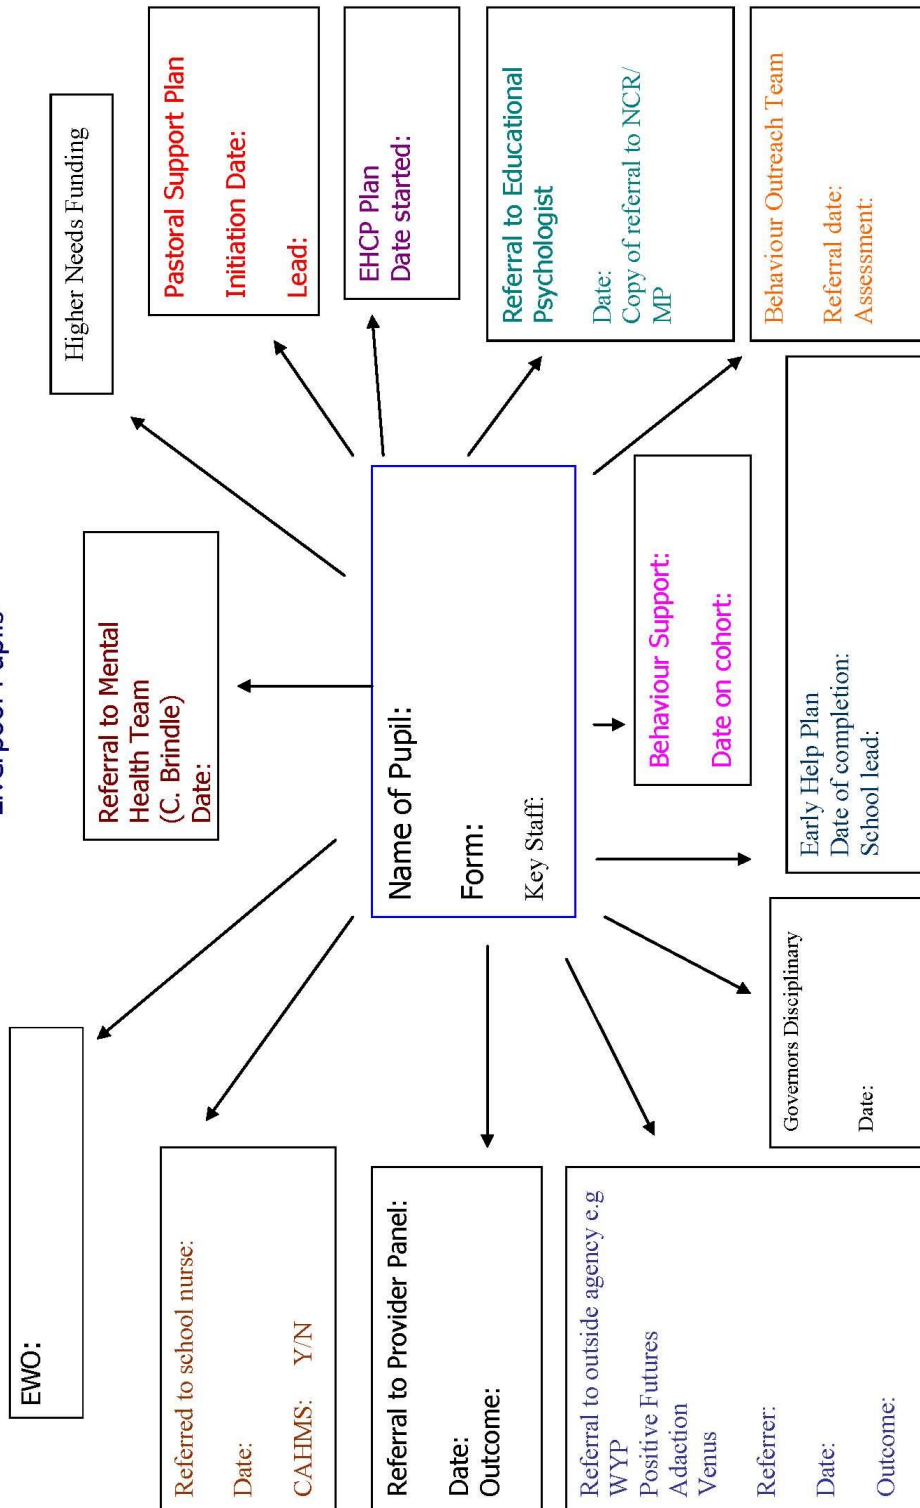 Liverpool Pupils
EWO:
Referred to school nurse:
Date:
CAHMS: Y/N
Referral to Provider Panel:
Date:
Outcome:
Referral to outside agency e.g
WYP
Positive Futures
Adaction
Venus
Referrer:
Date:
Outcome:
Referral to Mental
Health Team
(C. Brindle)
Date:
Name of Pupil:
Form:
Key Staff:
Governors Disciplinary
Date:
Early Help Plan
Date of completion:
School lead:
Behaviour Support:
Date on cohort:
Higher Needs Funding
Pastoral Support Plan
Initiation Date:
Lead:
EHCP Plan
Date started:
Referral to Educational
Psychologist
Date:
Copy of referral to NCR/
MP
Behaviour Outreach Team
Referral date:
Assessment: